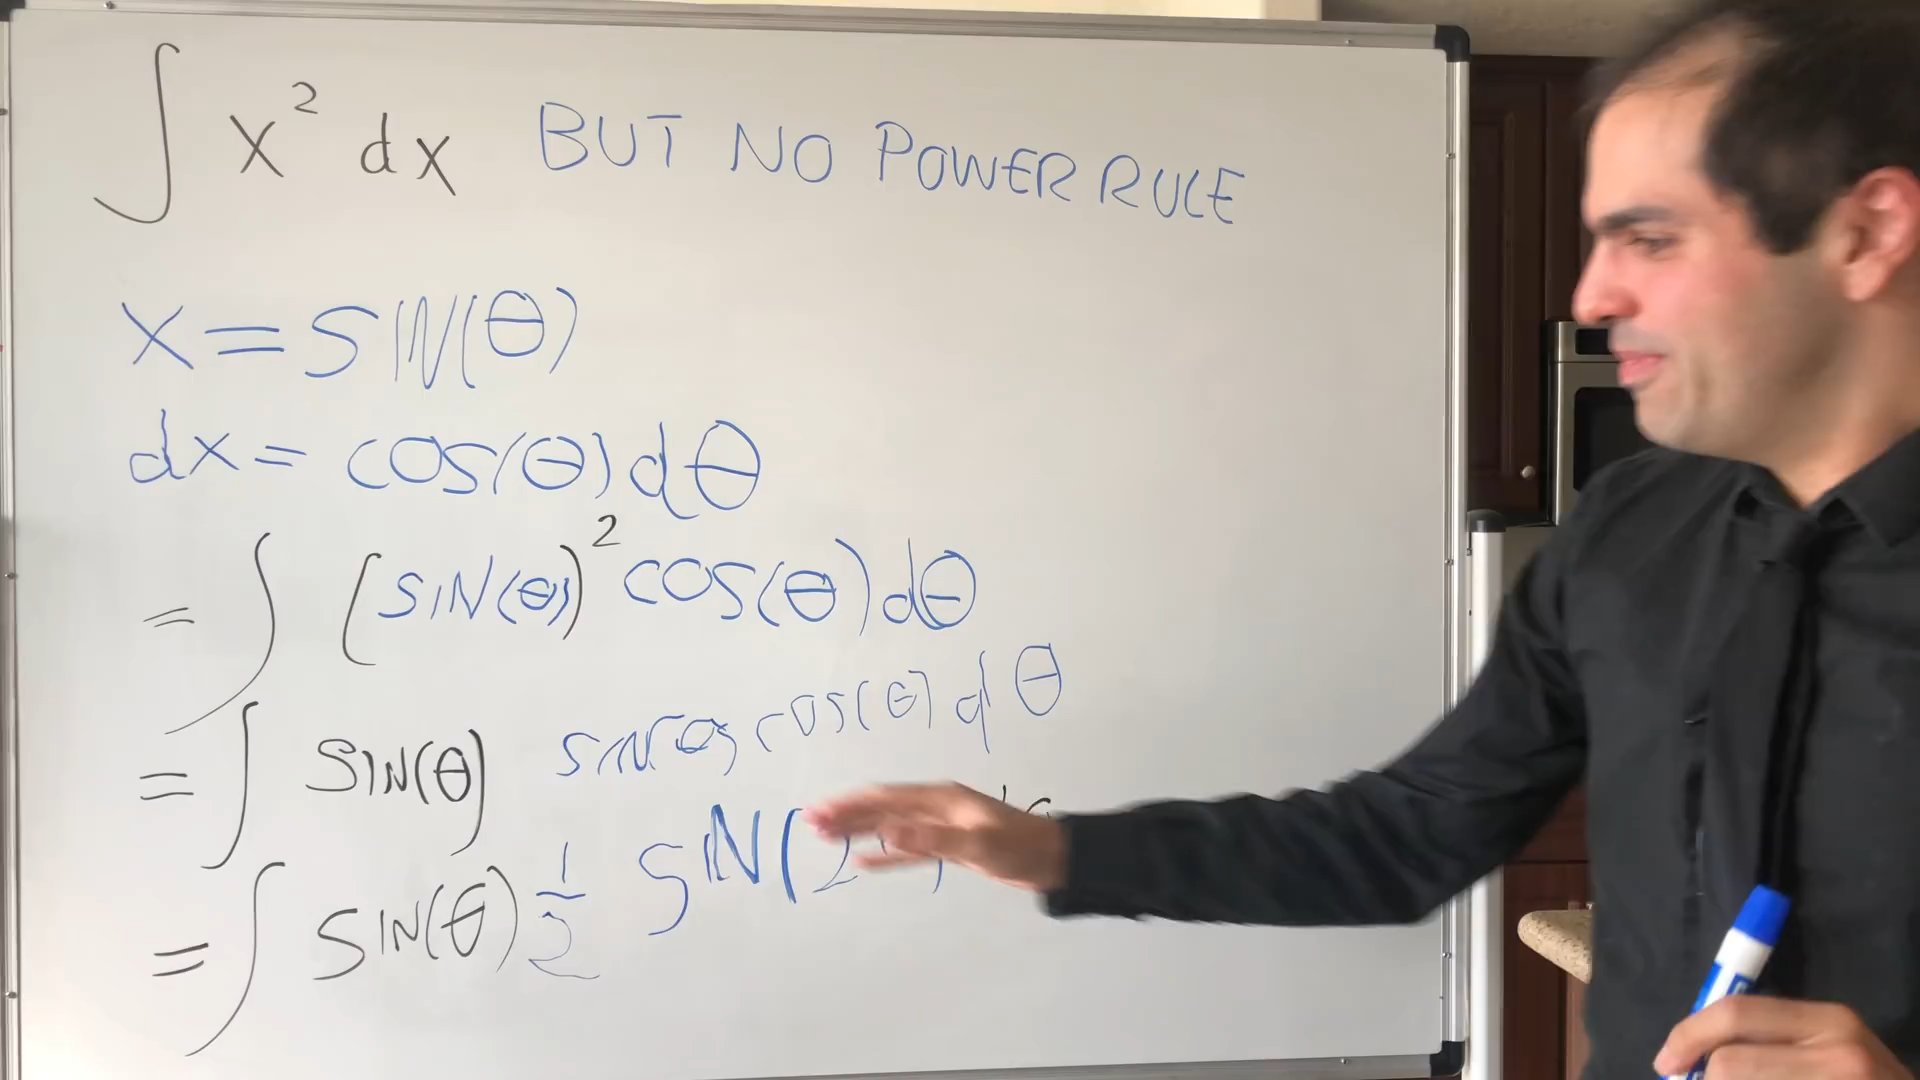 ∫ x² dx BUT NO POWER RULE
x = SIN(θ)
dx = cos(θ) dθ
= ∫ (SIN(θ))² cos(θ) dθ
= ∫ SIN(θ) SIN(θ) cos(θ) dθ
= ∫ SIN(θ) 1/2 SIN(2